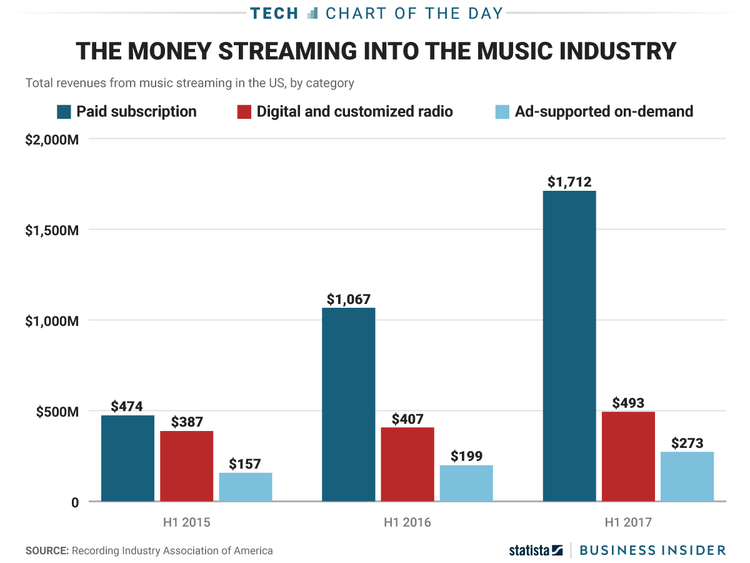 TECH CHART OF THE DAY
THE MONEY STREAMING INTO THE MUSIC INDUSTRY
Total revenues from music streaming in the US, by category
Paid subscription Digital and customized radio Ad-supported on-demand
$2,000M
$1,712
$1,500M
$1,067
$1,000M
$500M
$474
$387
$157
$407
$199
$493
$273
0
H1 2015 H1 2016 H1 2017
SOURCE: Recording Industry Association of America
statista BUSINESS INSIDER